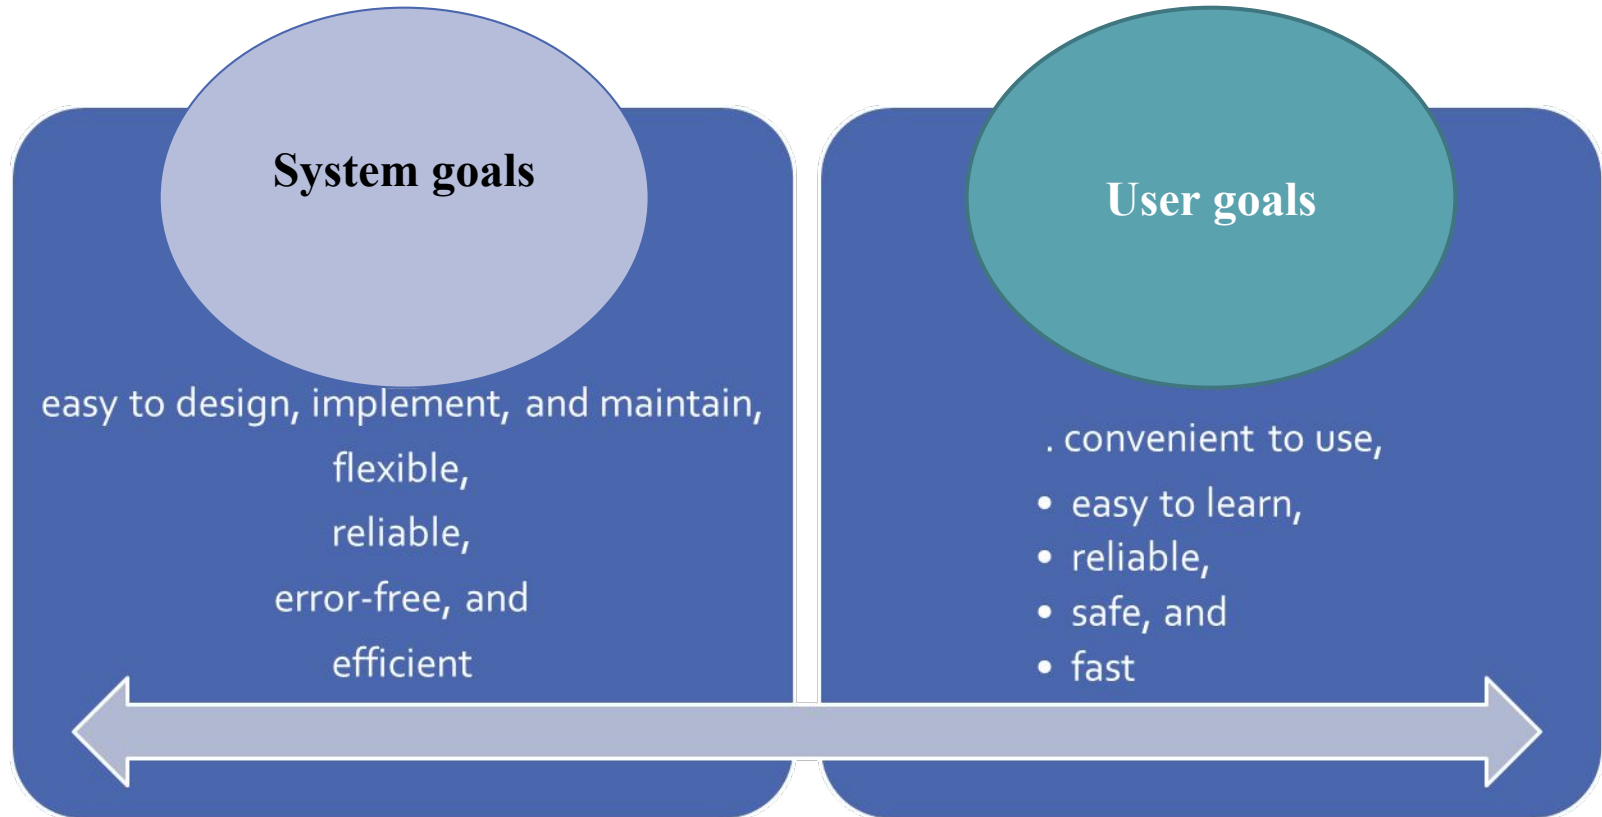 System goals
easy to design, implement, and maintain,
flexible,
reliable,
error-free, and
efficient
User goals
. convenient to use,
• easy to learn,
• reliable,
• safe, and
• fast